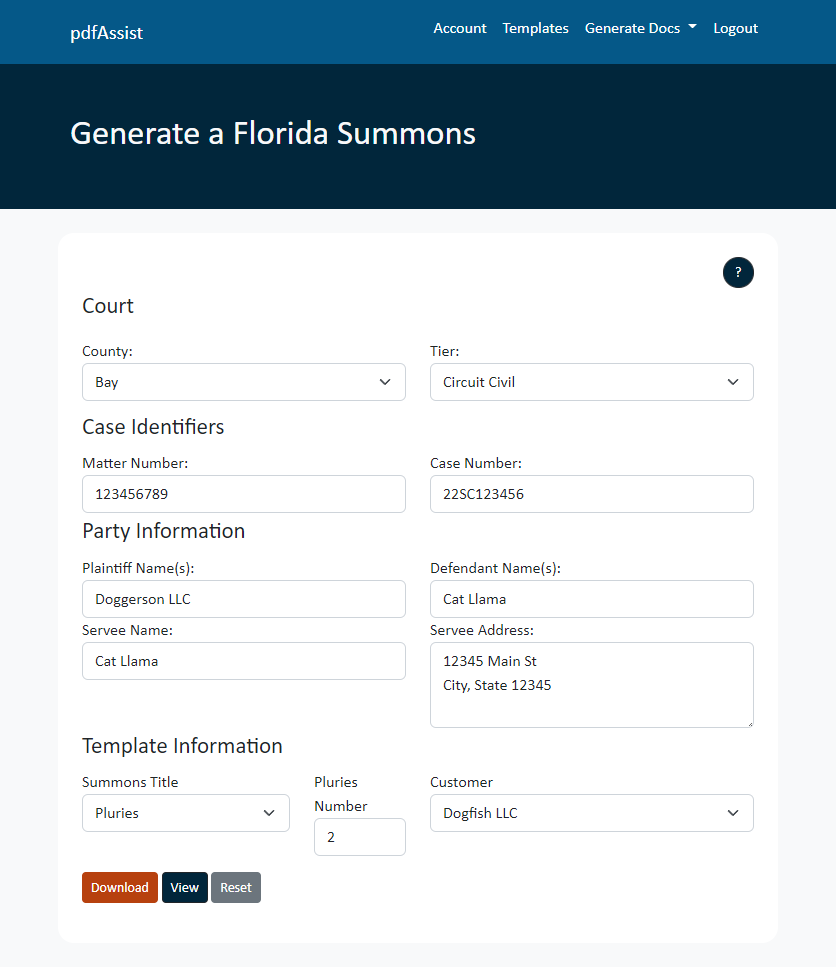 pdfAssist
Account Templates Generate Docs Logout
Generate a Florida Summons
?
Court
County: Tier:
Bay Circuit Civil
Case Identifiers
Matter Number: Case Number:
123456789 22SC123456
Party Information
Plaintiff Name(s): Defendant Name(s):
Doggerson LLC Cat Llama
Servee Name: Servee Address:
Cat Llama 12345 Main St
City, State 12345
Template Information
Summons Title Pluries Customer
Number
Pluries Dogfish LLC
2
Download View Reset